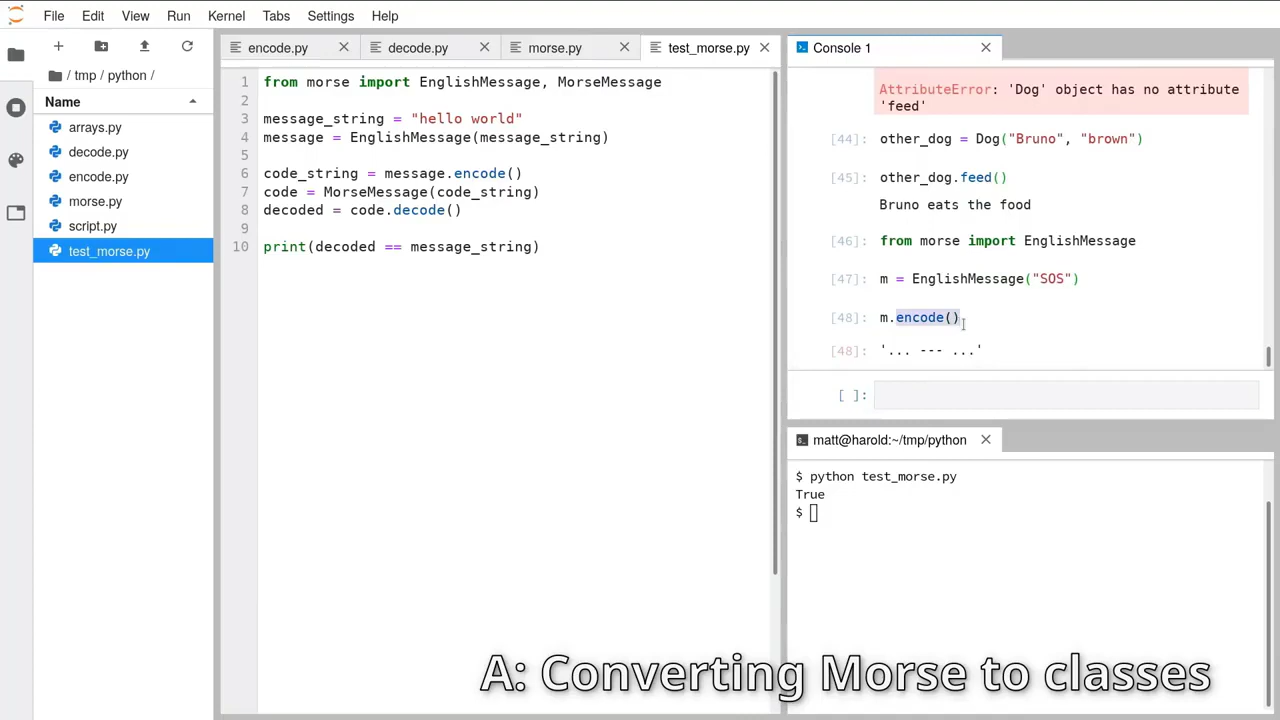 File Edit View Run Kernel Tabs Settings Help
/ tmp / python /
Name
arrays.py
decode.py
encode.py
morse.py
script.py
test_morse.py
encode.py
decode.py
morse.py
test_morse.py
1 from morse import EnglishMessage, MorseMessage
2
3 message_string = "hello world"
4 message = EnglishMessage(message_string)
5
6 code_string = message.encode()
7 code = MorseMessage(code_string)
8 decoded = code.decode()
9
10 print(decoded == message_string)
Console 1
AttributeError: 'Dog' object has no attribute
'feed'
[44]: other_dog = Dog("Bruno", "brown")
[45]: other_dog.feed()
Bruno eats the food
[46]: from morse import EnglishMessage
[47]: m = EnglishMessage("SOS")
[48]: m.encode()
[48]: '... --- ...'
[ ]:
matt@harold:~/tmp/python
$ python test_morse.py
True
$
A: Converting Morse to classes